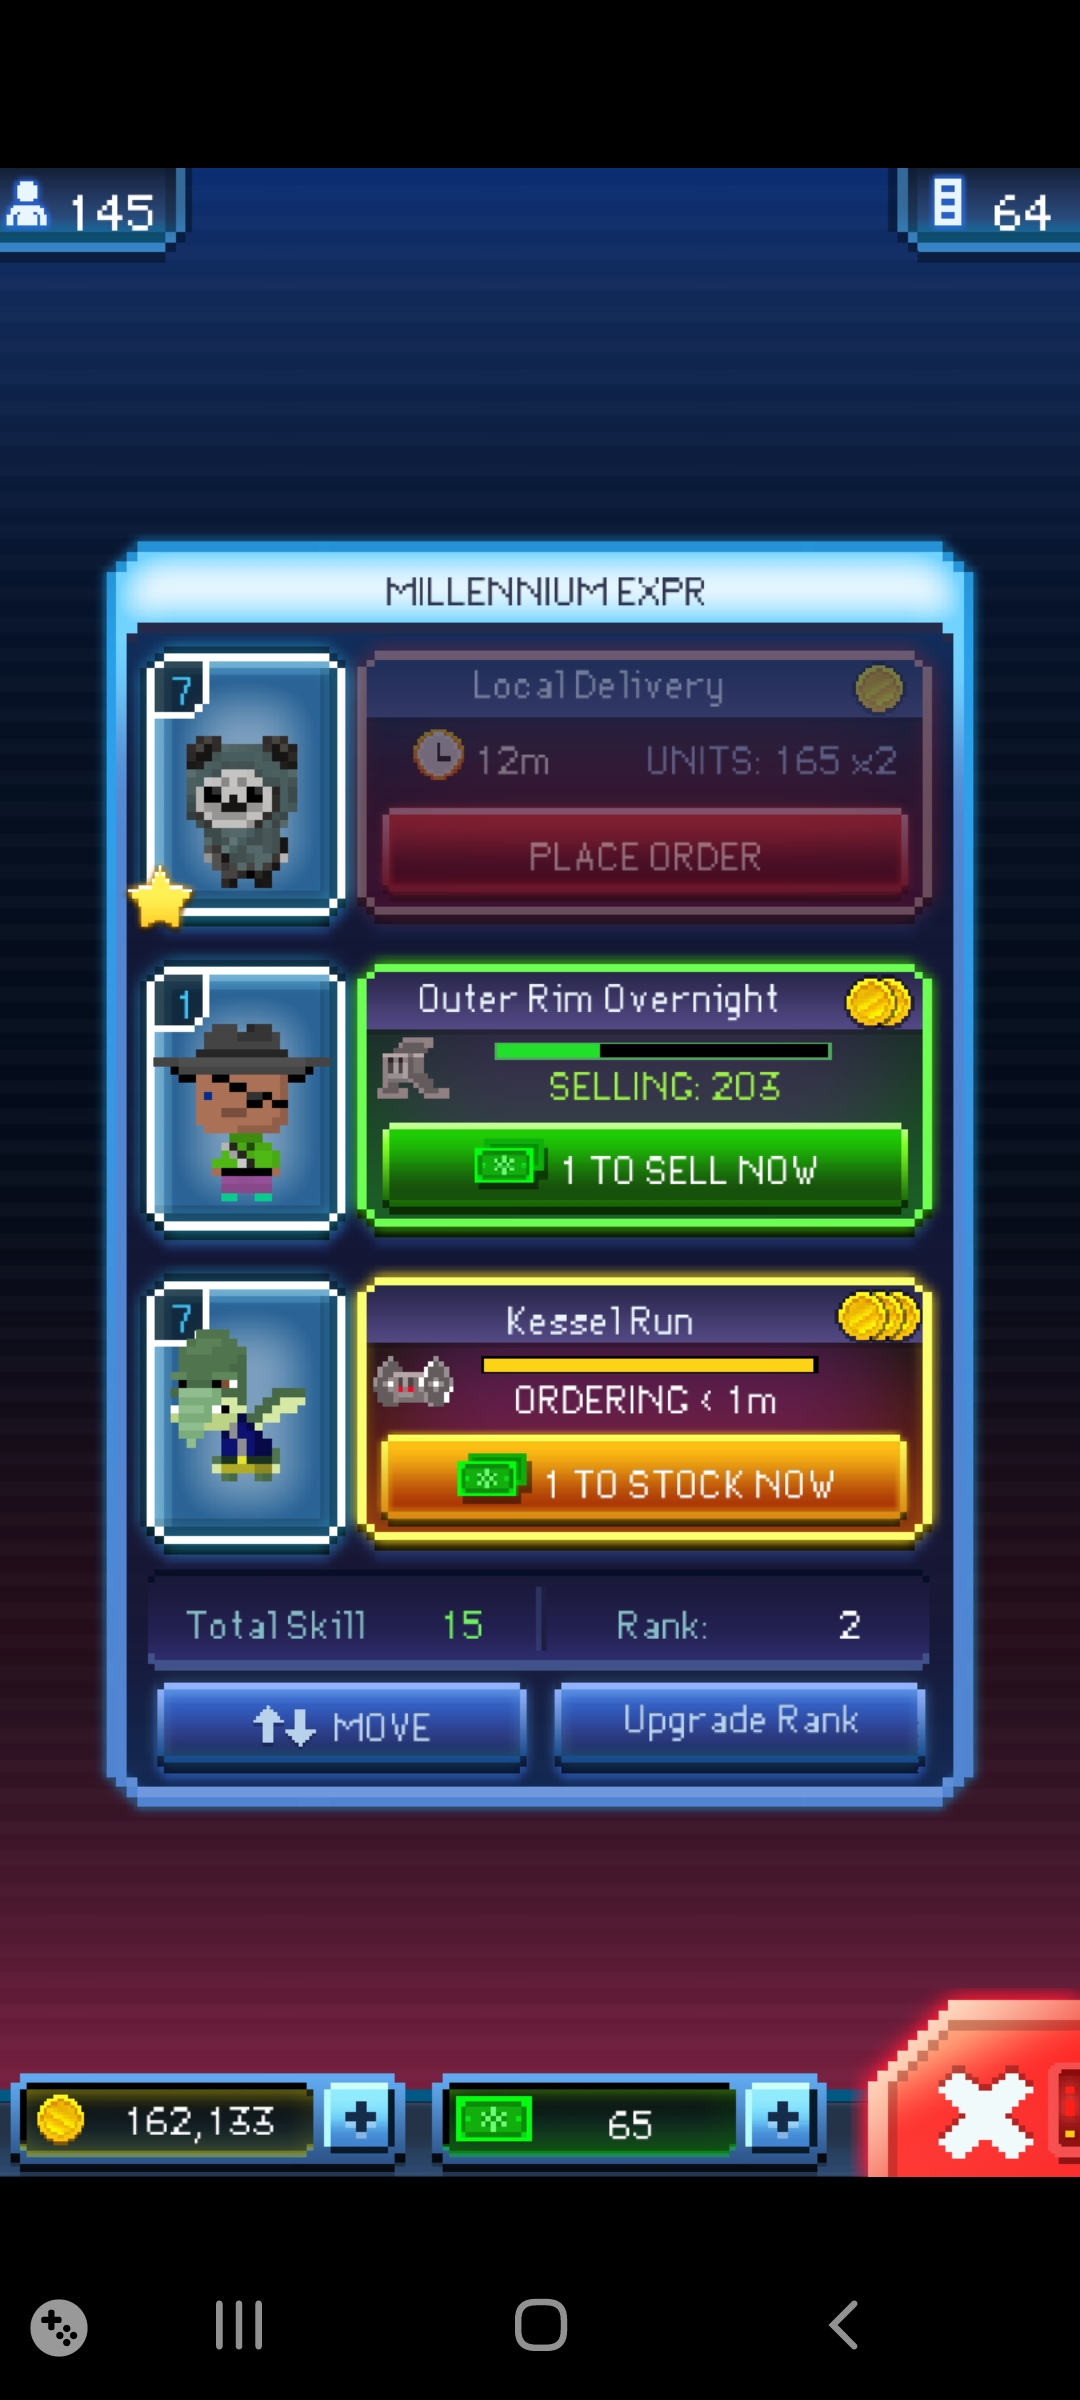 145
64
MILLENNIUM EXPR
7
Local Delivery
12m UNITS: 165 x2
PLACE ORDER
1
Outer Rim Overnight
SELLING: 203
1 TO SELL NOW
7
Kessel Run
ORDERING < 1m
1 TO STOCK NOW
Total Skill 15 Rank: 2
MOVE Upgrade Rank
162,133 + 65 +